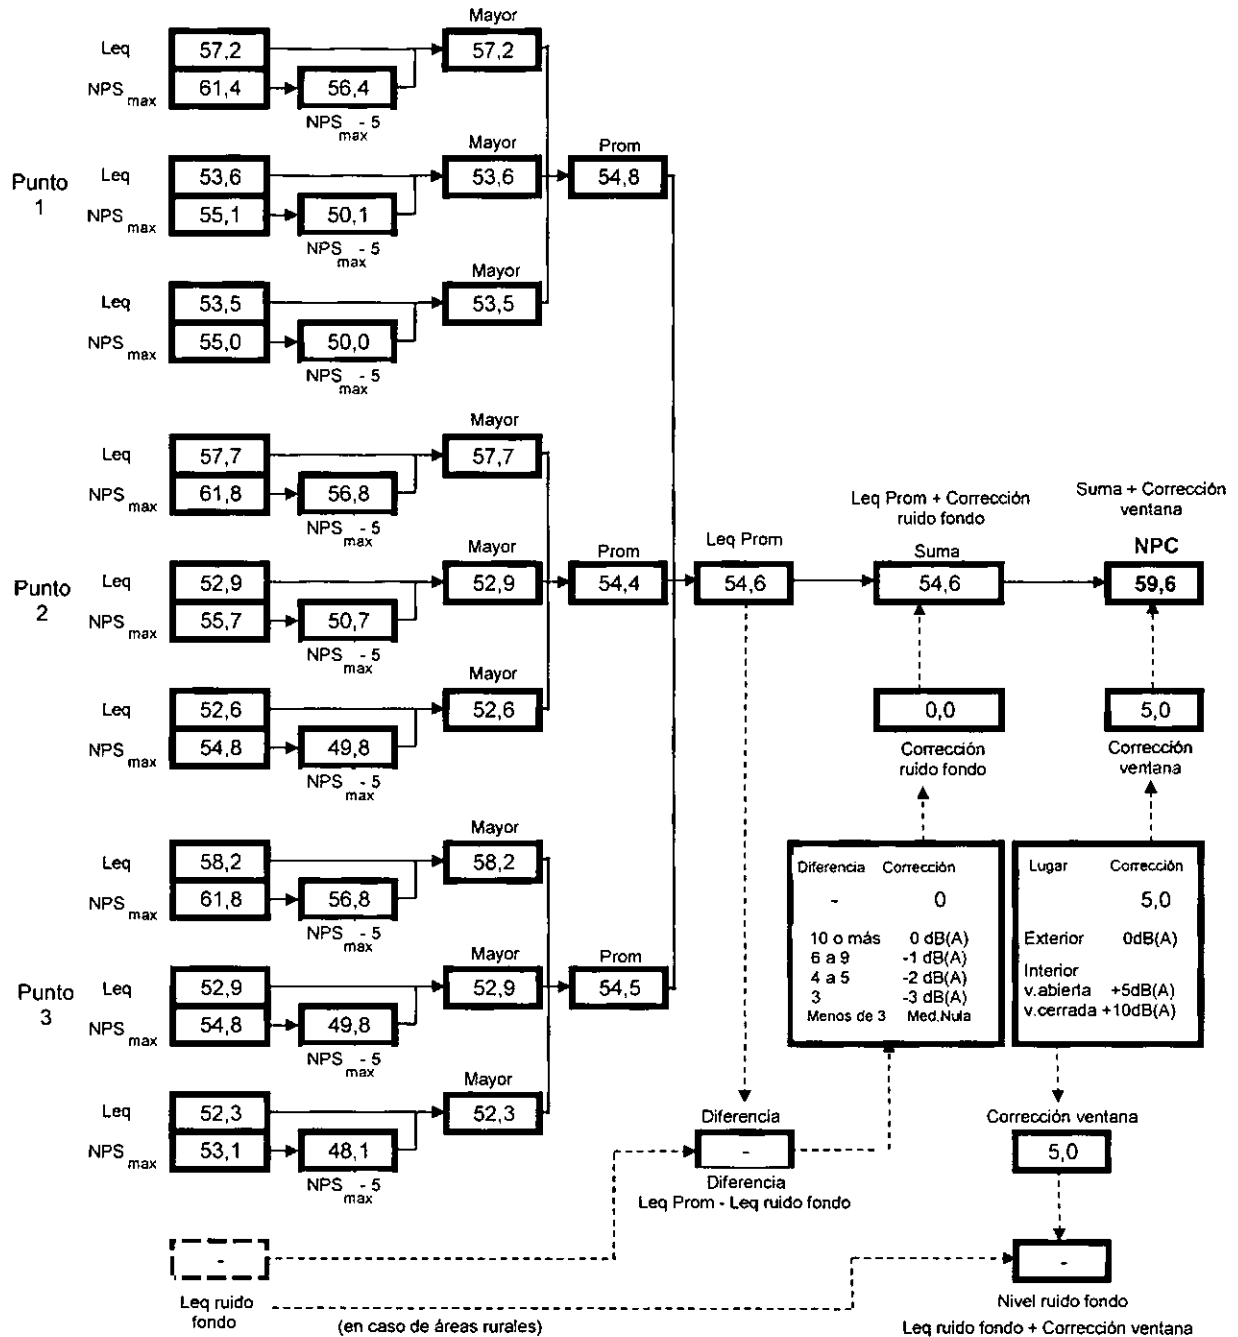 Mayor
Leq 57,2 57,2
NPS max 61,4 56,4
NPS max - 5
Mayor Prom
Punto 1
Leq 53,6 53,6 54,8
NPS max 55,1 50,1
NPS max - 5
Mayor
Leq 53,5 53,5
NPS max 55,0 50,0
NPS max - 5
Mayor
Leq 57,7 57,7
NPS max 61,8 56,8
NPS max - 5
Leq Prom + Corrección
ruido fondo
Suma + Corrección
ventana
Mayor Prom Leq Prom Suma NPC
Punto 2
Leq 52,9 52,9 54,4 54,6 54,6 59,6
NPS max 55,7 50,7
NPS max - 5
Mayor
Leq 52,6 52,6
NPS max 54,8 49,8
NPS max - 5
0,0
Corrección
ruido fondo
5,0
Corrección
ventana
Mayor
Leq 58,2 58,2
NPS max 61,8 56,8
NPS max - 5
Mayor Prom
Punto 3
Leq 52,9 52,9 54,5
NPS max 54,8 49,8
NPS max - 5
Mayor
Leq 52,3 52,3
NPS max 53,1 48,1
NPS max - 5
Diferencia Corrección
- 0
10 o más 0 dB(A)
6 a 9 -1 dB(A)
4 a 5 -2 dB(A)
3 -3 dB(A)
Menos de 3 Med.Nula
Lugar Corrección
5,0
Exterior 0dB(A)
Interior
v.abierta +5dB(A)
v.cerrada +10dB(A)
Diferencia
-
Diferencia
Leq Prom - Leq ruido fondo
Corrección ventana
5,0
-
Leq ruido
fondo
(en caso de áreas rurales)
-
Nivel ruido fondo
Leq ruido fondo + Corrección ventana